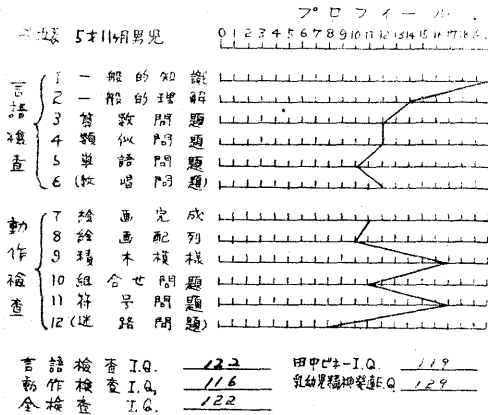 プロフィール
5才11ヶ月男児
0 1 2 3 4 5 6 7 8 9 10 11 12 13 14 15 16 17 18
言語検査
1 一般的知識
2 一般的理解
3 算数問題
4 類似問題
5 単語問題
6 (数唱問題)
動作検査
7 絵画完成
8 絵画配列
9 積木模様
10 組合せ問題
11 符号問題
12 (迷路問題)
言語検査 I.Q. 122 田中ビネーI.Q. 119
動作検査 I.Q. 116 乳幼児精神発達E.Q 129
全検査 I.Q. 122